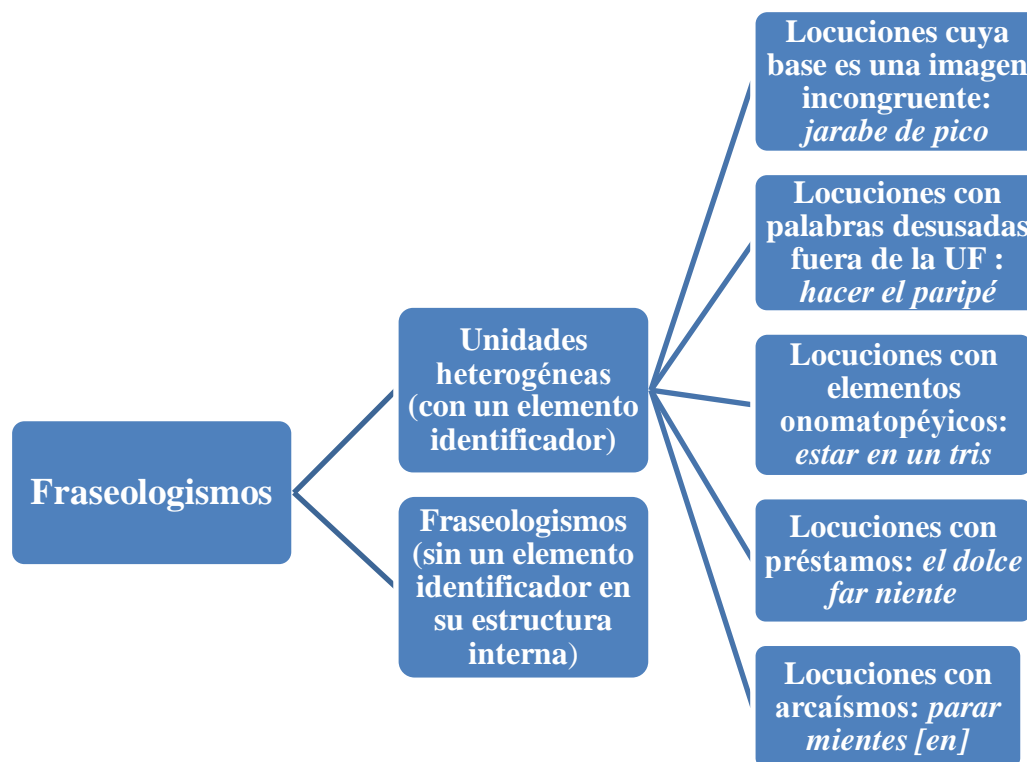 Fraseologismos
Unidades
heterogéneas
(con un elemento
identificador)
Fraseologismos
(sin un elemento
identificador en
su estructura
interna)
Locuciones cuya
base es una imagen
incongruente:
jarabe de pico
Locuciones con
palabras desusadas
fuera de la UF :
hacer el paripé
Locuciones con
elementos
onomatopéyicos:
estar en un tris
Locuciones con
préstamos: el dolce
far niente
Locuciones con
arcaísmos: parar
mientes [en]